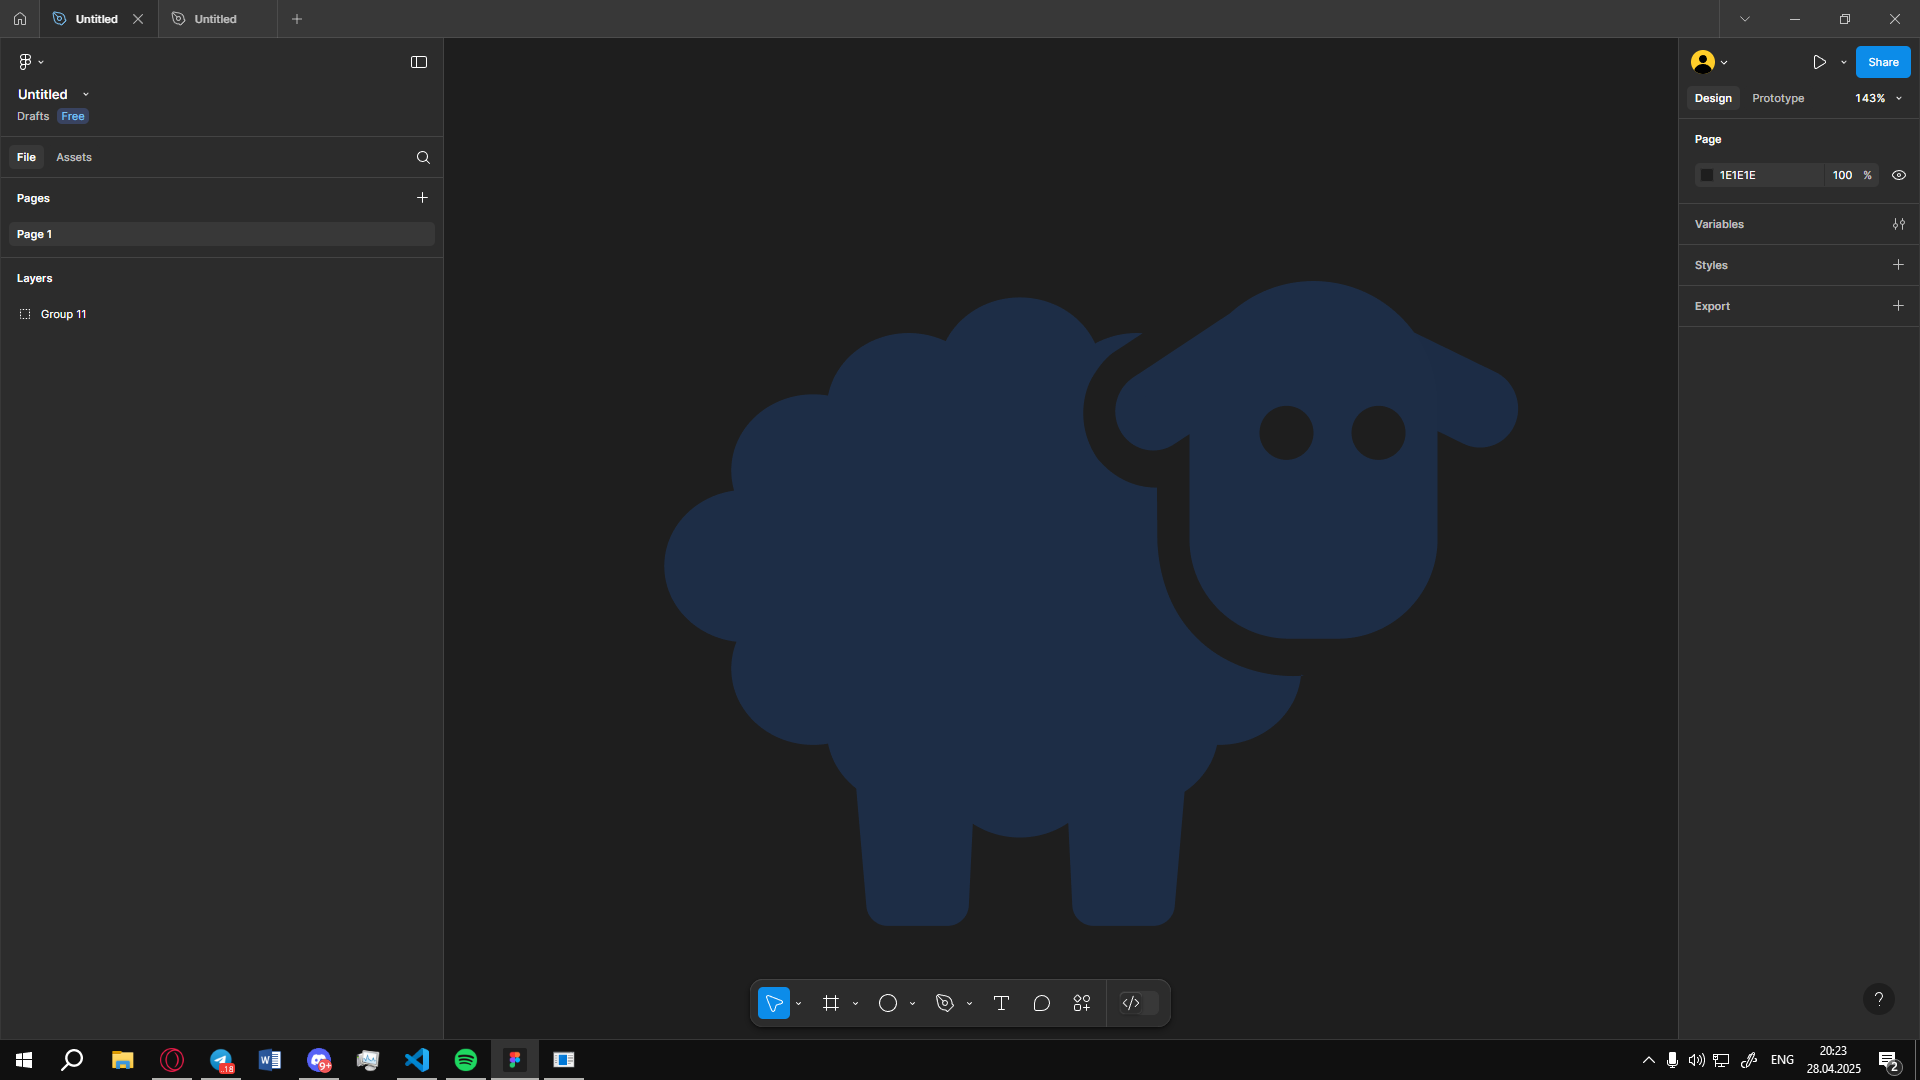 Untitled
Untitled
Untitled
Drafts Free
File Assets
Pages
Page 1
Layers
Group 11
Share
Design Prototype 143%
Page
1E1E1E 100 %
Variables
Styles
Export
?
18
9+
ENG
20:23
28.04.2025
2